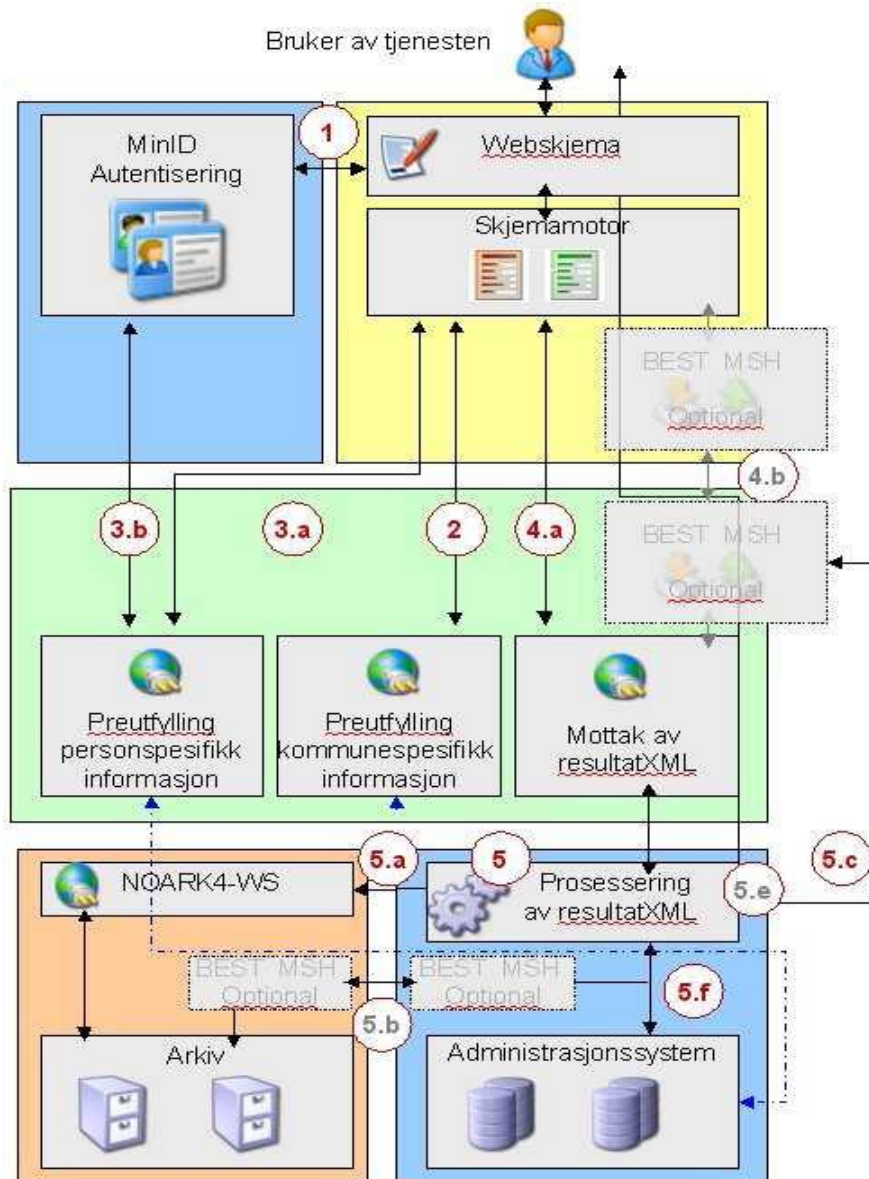 Bruker av tjenesten
1
MinID
Autentisering
Webskjema
Skjemamotor
BEST MSH
Optional
4.b
3.b
3.a
2
4.a
BEST MSH
Optional
Preutfylling
personspesifikk
informasjon
Preutfylling
kommunespesifikk
informasjon
Mottak av
resultatXML
5.a
5
5.c
NOARK4-WS
Prosessering
av resultatXML
5.e
BEST MSH
Optional
BEST MSH
Optional
5.f
5.b
Arkiv
Administrasjonssystem